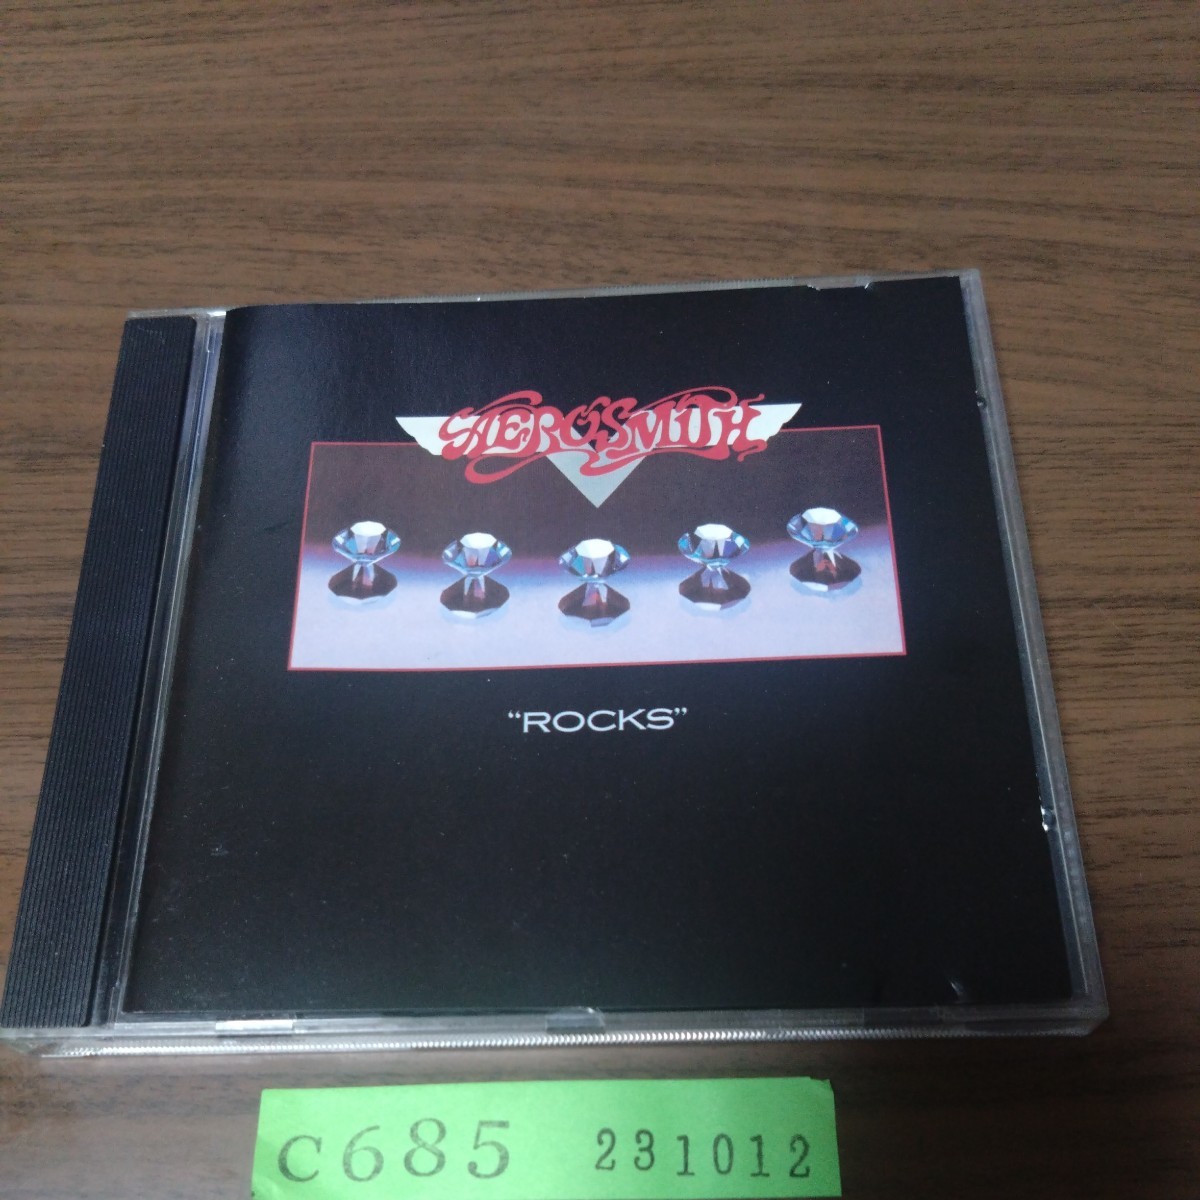 AEROSMITH
“ROCKS”
C685 231012